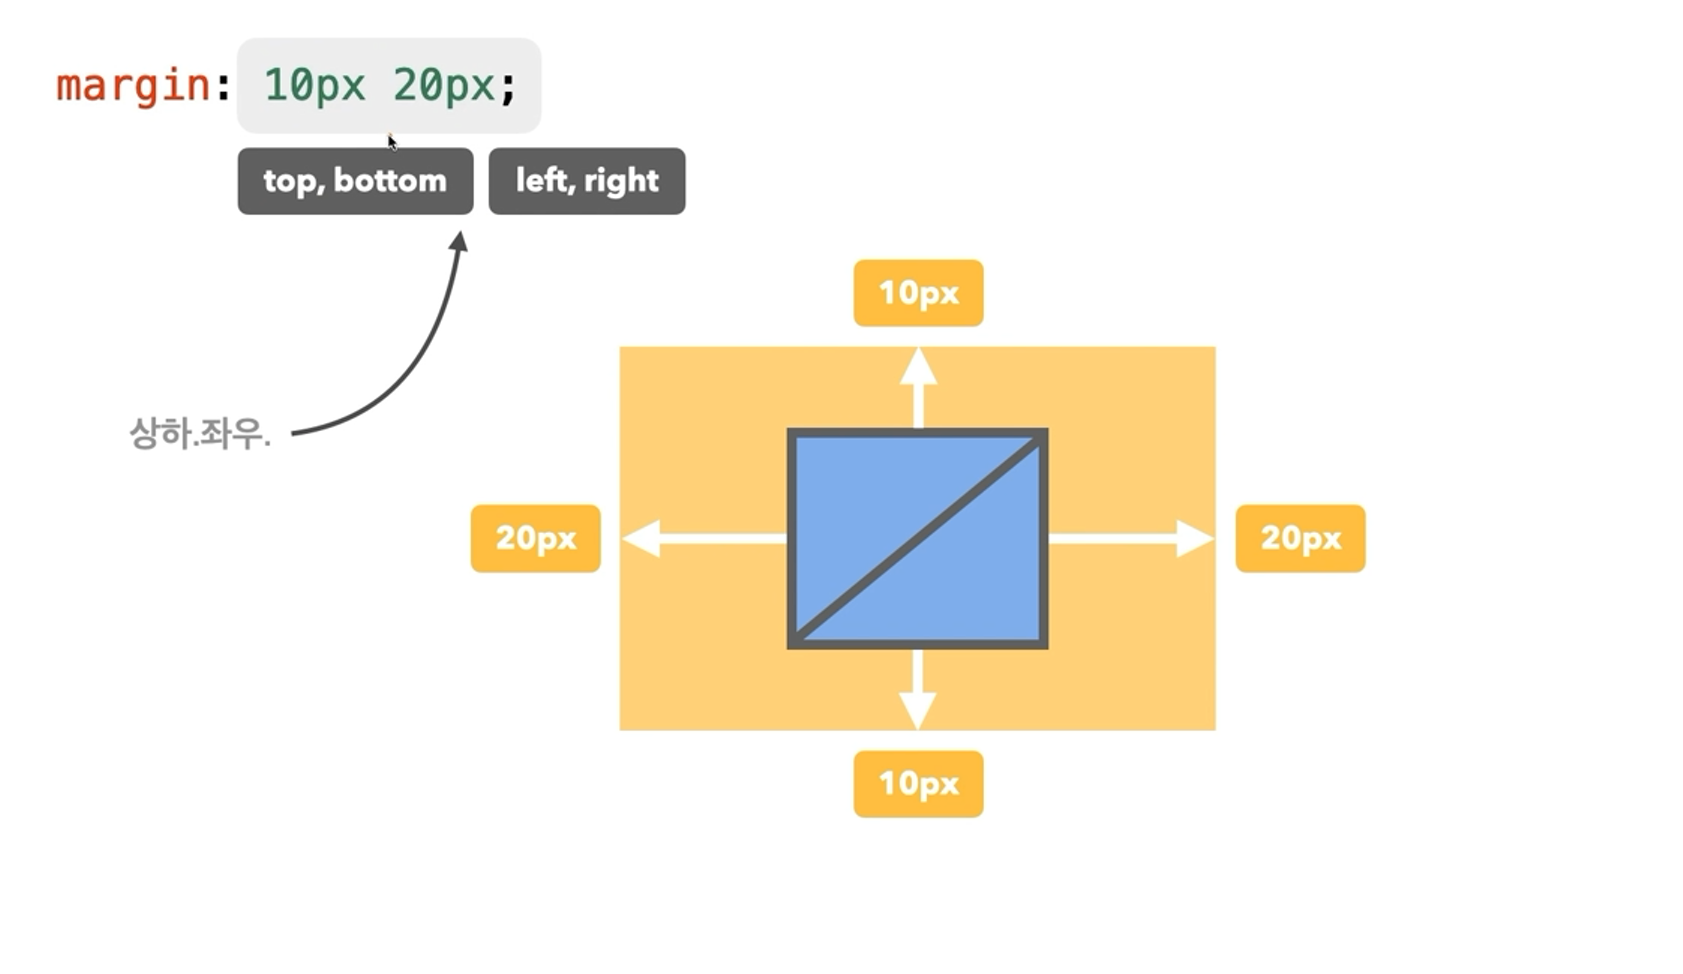 margin: 10px 20px;
top, bottom left, right
10px
상하.좌우.
20px 20px
10px